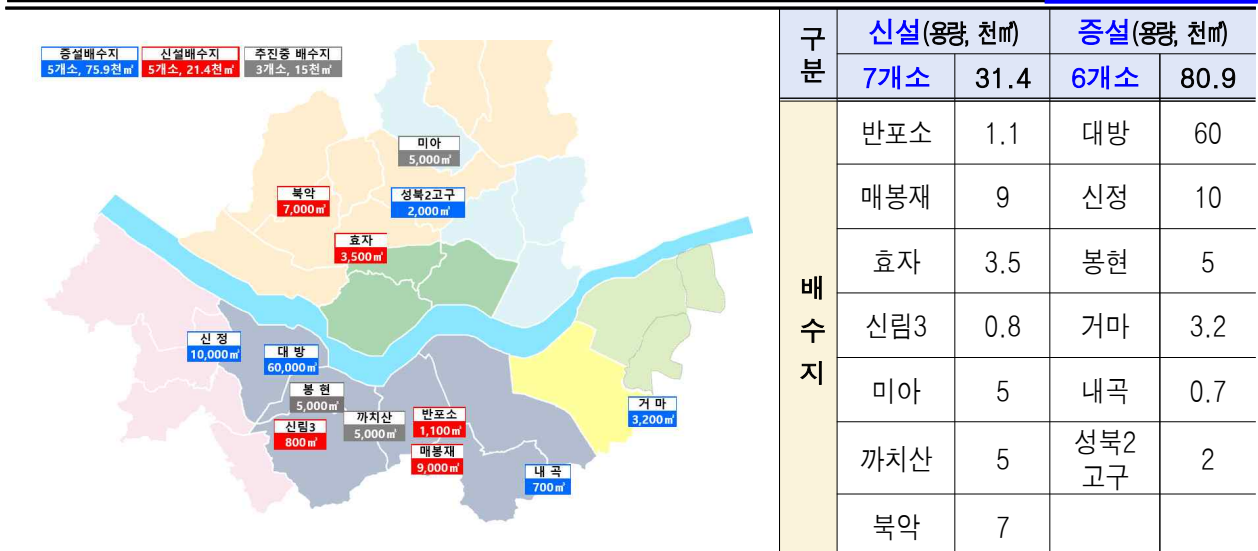 증설배수지 신설배수지 추진중 배수지
5개소, 75.9천㎥ 5개소, 21.4천㎥ 3개소, 15천㎥
미아
5,000㎥
북악
7,000㎥
성북2고구
2,000㎥
효자
3,500㎥
신 정
10,000㎥
대 방
60,000㎥
봉 현
5,000㎥
까치산
5,000㎥
반포소
1,100㎥
신림3
800㎥
매봉재
9,000㎥
거 마
3,200㎥
내 곡
700㎥
구분 신설(용량, 천㎥) 증설(용량, 천㎥)
7개소 31.4 6개소 80.9
배수지
반포소 1.1 대방 60
매봉재 9 신정 10
효자 3.5 봉현 5
신림3 0.8 거마 3.2
미아 5 내곡 0.7
까치산 5 성북2고구 2
북악 7